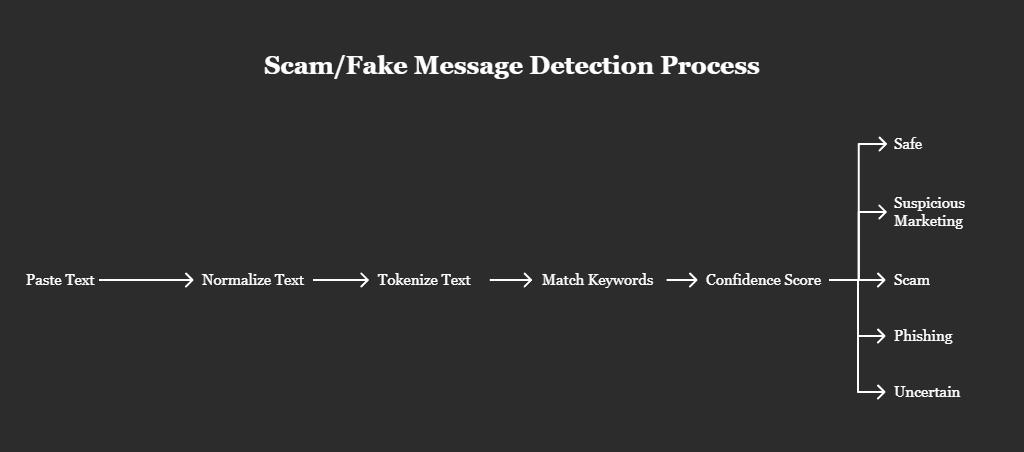 Scam/Fake Message Detection Process
Safe
Suspicious
Marketing
Paste Text
Normalize Text
Tokenize Text
Match Keywords
Confidence Score
Scam
Phishing
Uncertain